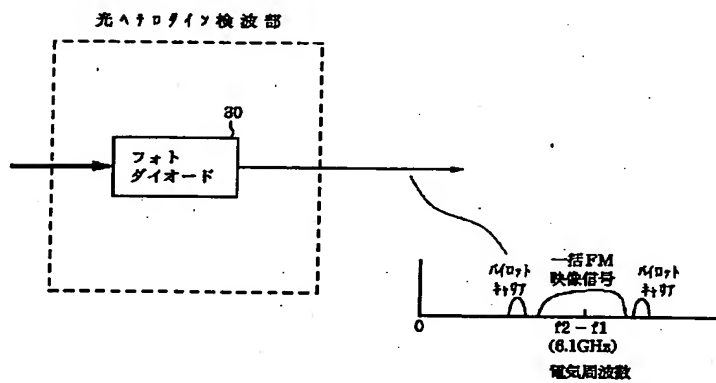 光ヘテロダイン検波部
30
フォト
ダイオード
パイロット
キャリア
一括FM
映像信号
パイロット
キャリア
0
f2－f1
(6.1GHz)
電気周波数